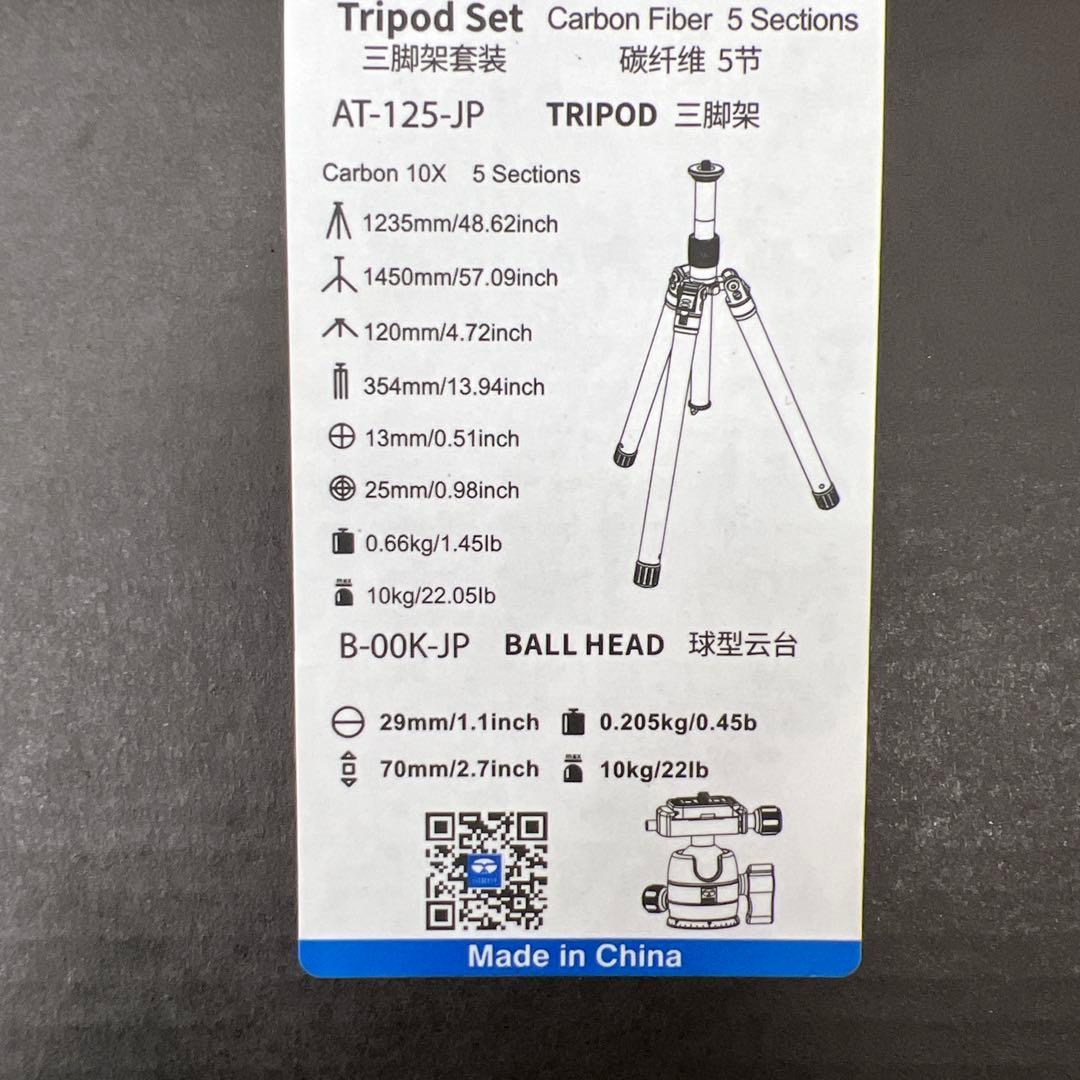 Tripod Set Carbon Fiber 5 Sections
三脚架套装 碳纤维 5节
AT-125-JP TRIPOD 三脚架
Carbon 10X 5 Sections
1235mm/48.62inch
1450mm/57.09inch
120mm/4.72inch
354mm/13.94inch
13mm/0.51inch
25mm/0.98inch
0.66kg/1.45lb
max
10kg/22.05lb
B-00K-JP BALL HEAD 球型云台
29mm/1.1inch 0.205kg/0.45b
70mm/2.7inch max 10kg/22lb
Made in China